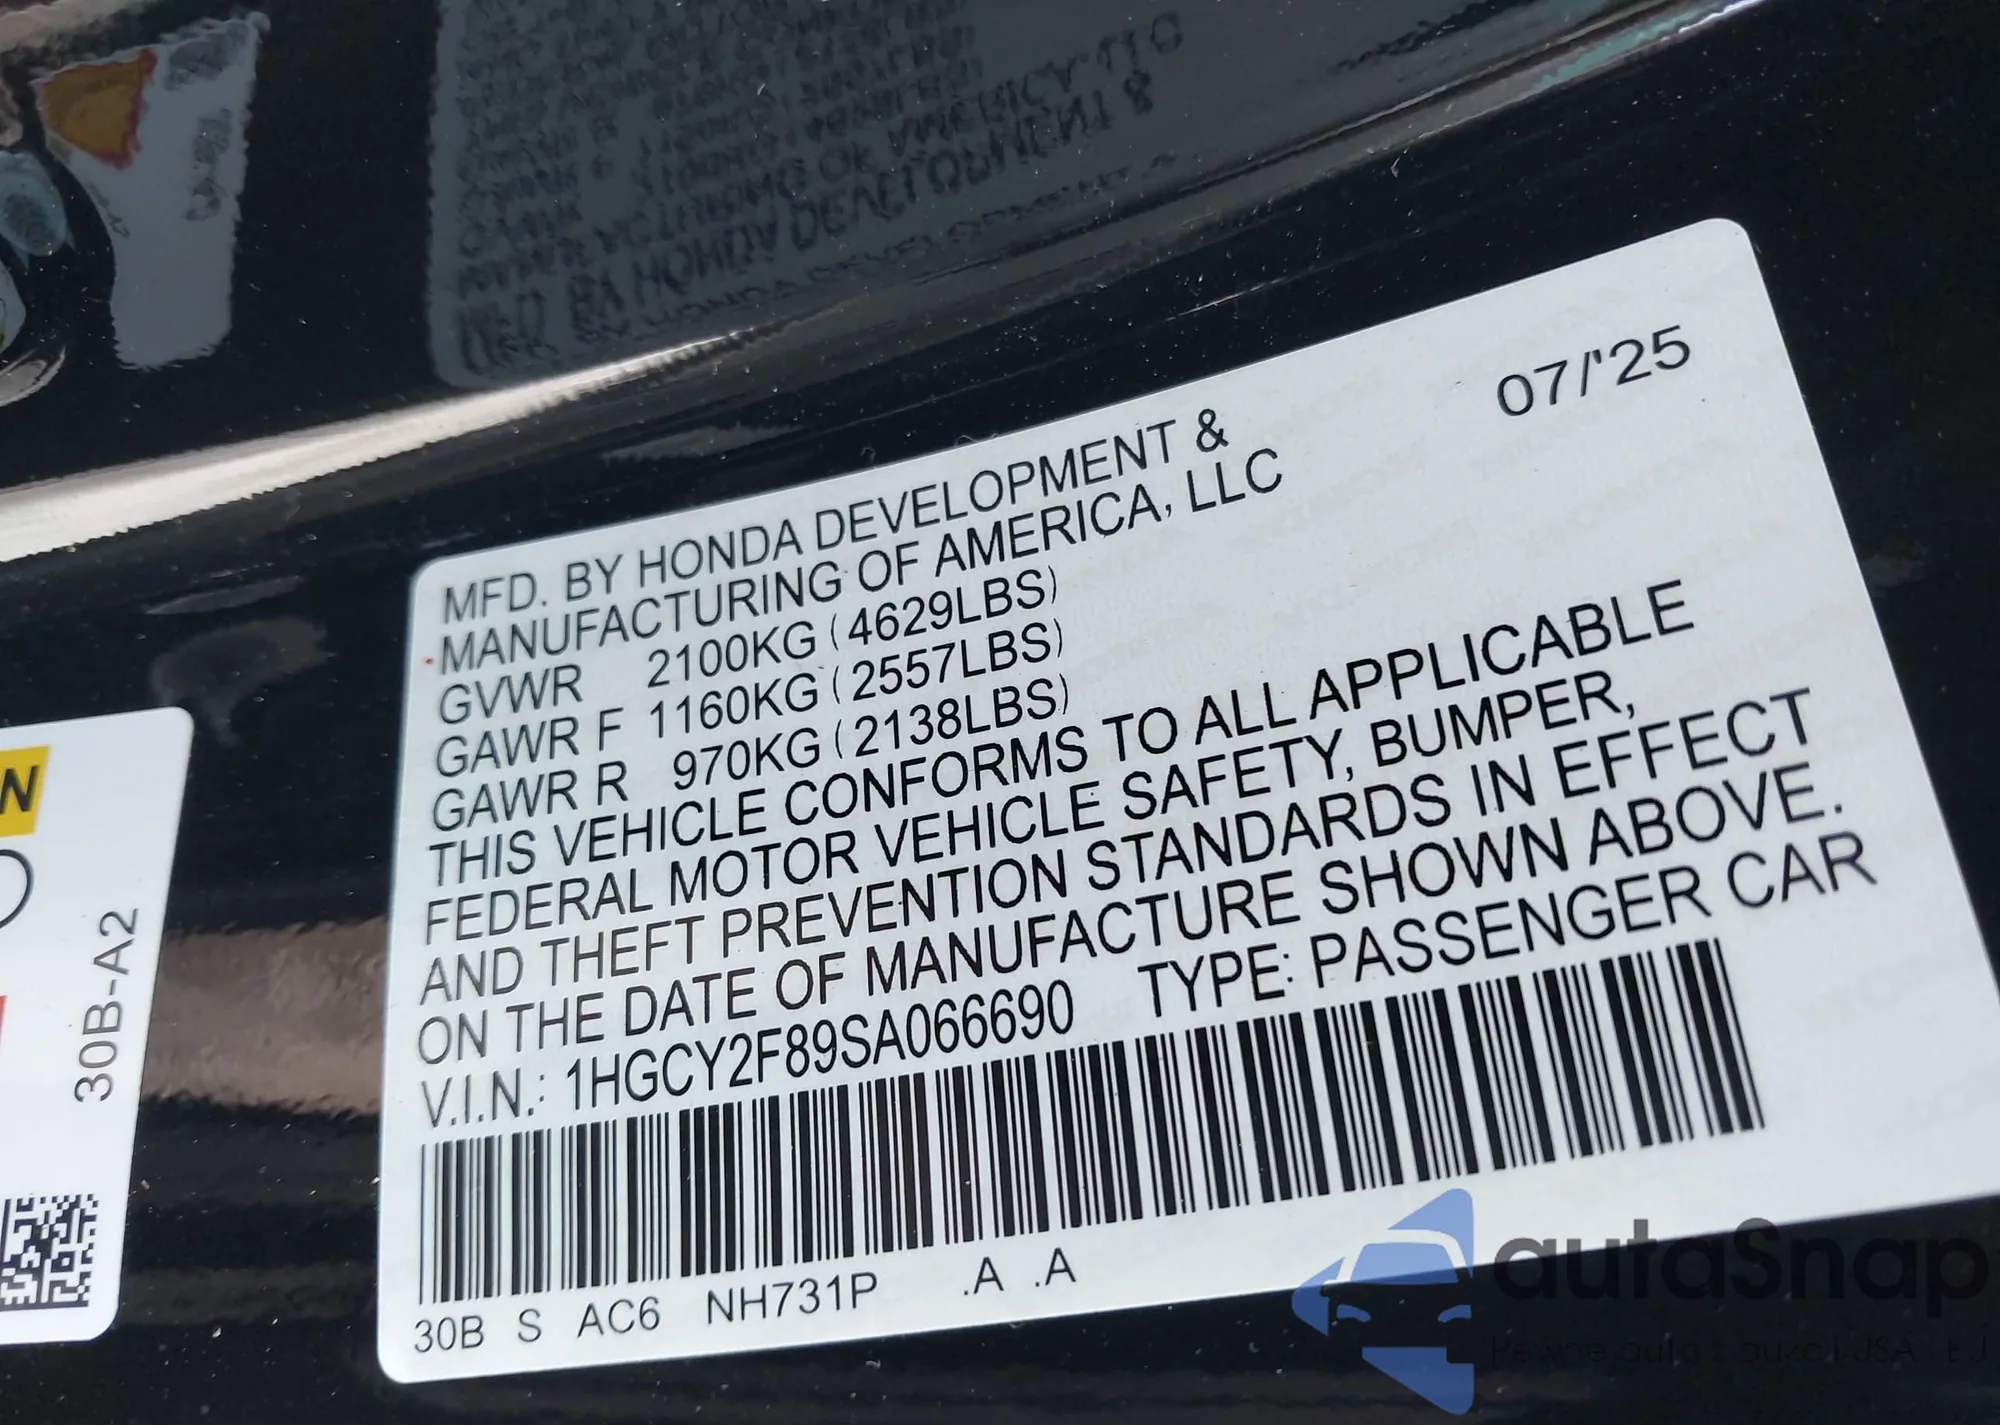 07/'25
MFD. BY HONDA DEVELOPMENT &
MANUFACTURING OF AMERICA, LLC
GVWR 2100KG (4629LBS)
GAWR F 1160KG (2557LBS)
GAWR R 970KG (2138LBS)
THIS VEHICLE CONFORMS TO ALL APPLICABLE
FEDERAL MOTOR VEHICLE SAFETY, BUMPER,
AND THEFT PREVENTION STANDARDS IN EFFECT
ON THE DATE OF MANUFACTURE SHOWN ABOVE.
V.I.N.: 1HGCY2F89SA066690 TYPE: PASSENGER CAR
30B S AC6 NH731P .A .A
N
30B-A2
autaSnap